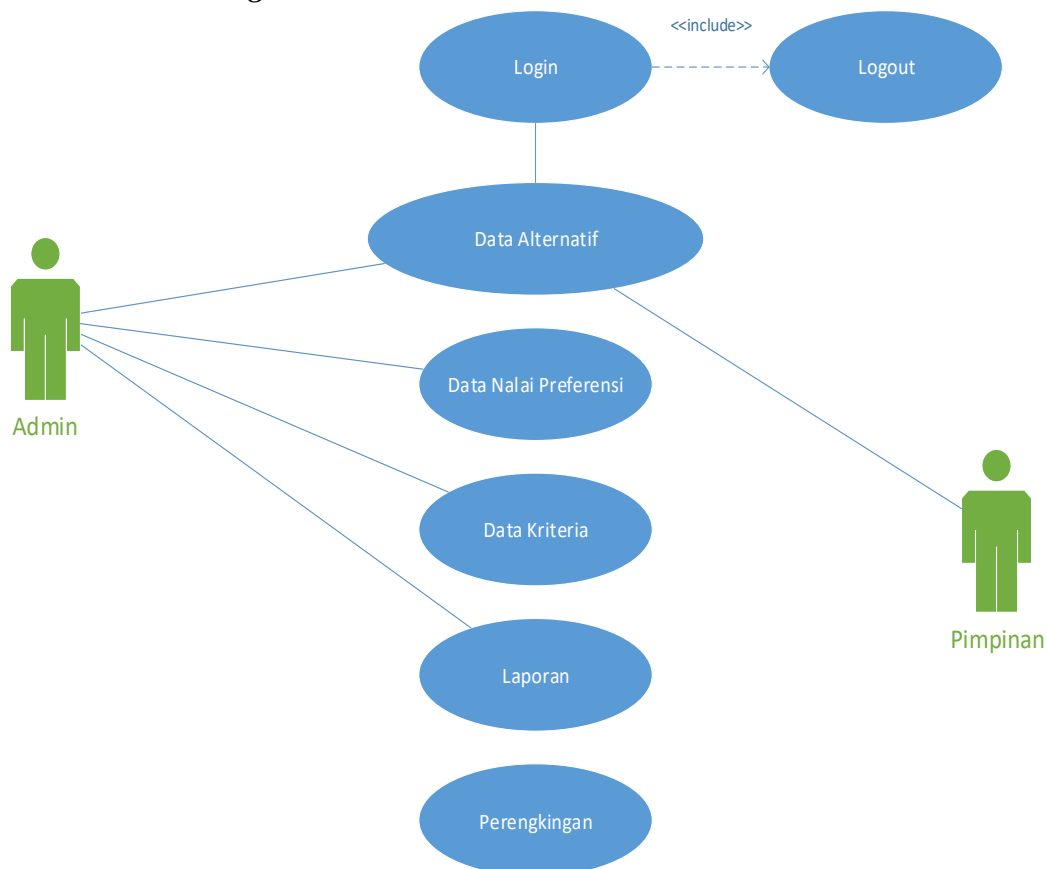 <<include>>
Login
Logout
Data Alternatif
Admin
Data Nalai Preferensi
Data Kriteria
Pimpinan
Laporan
Perengkingan